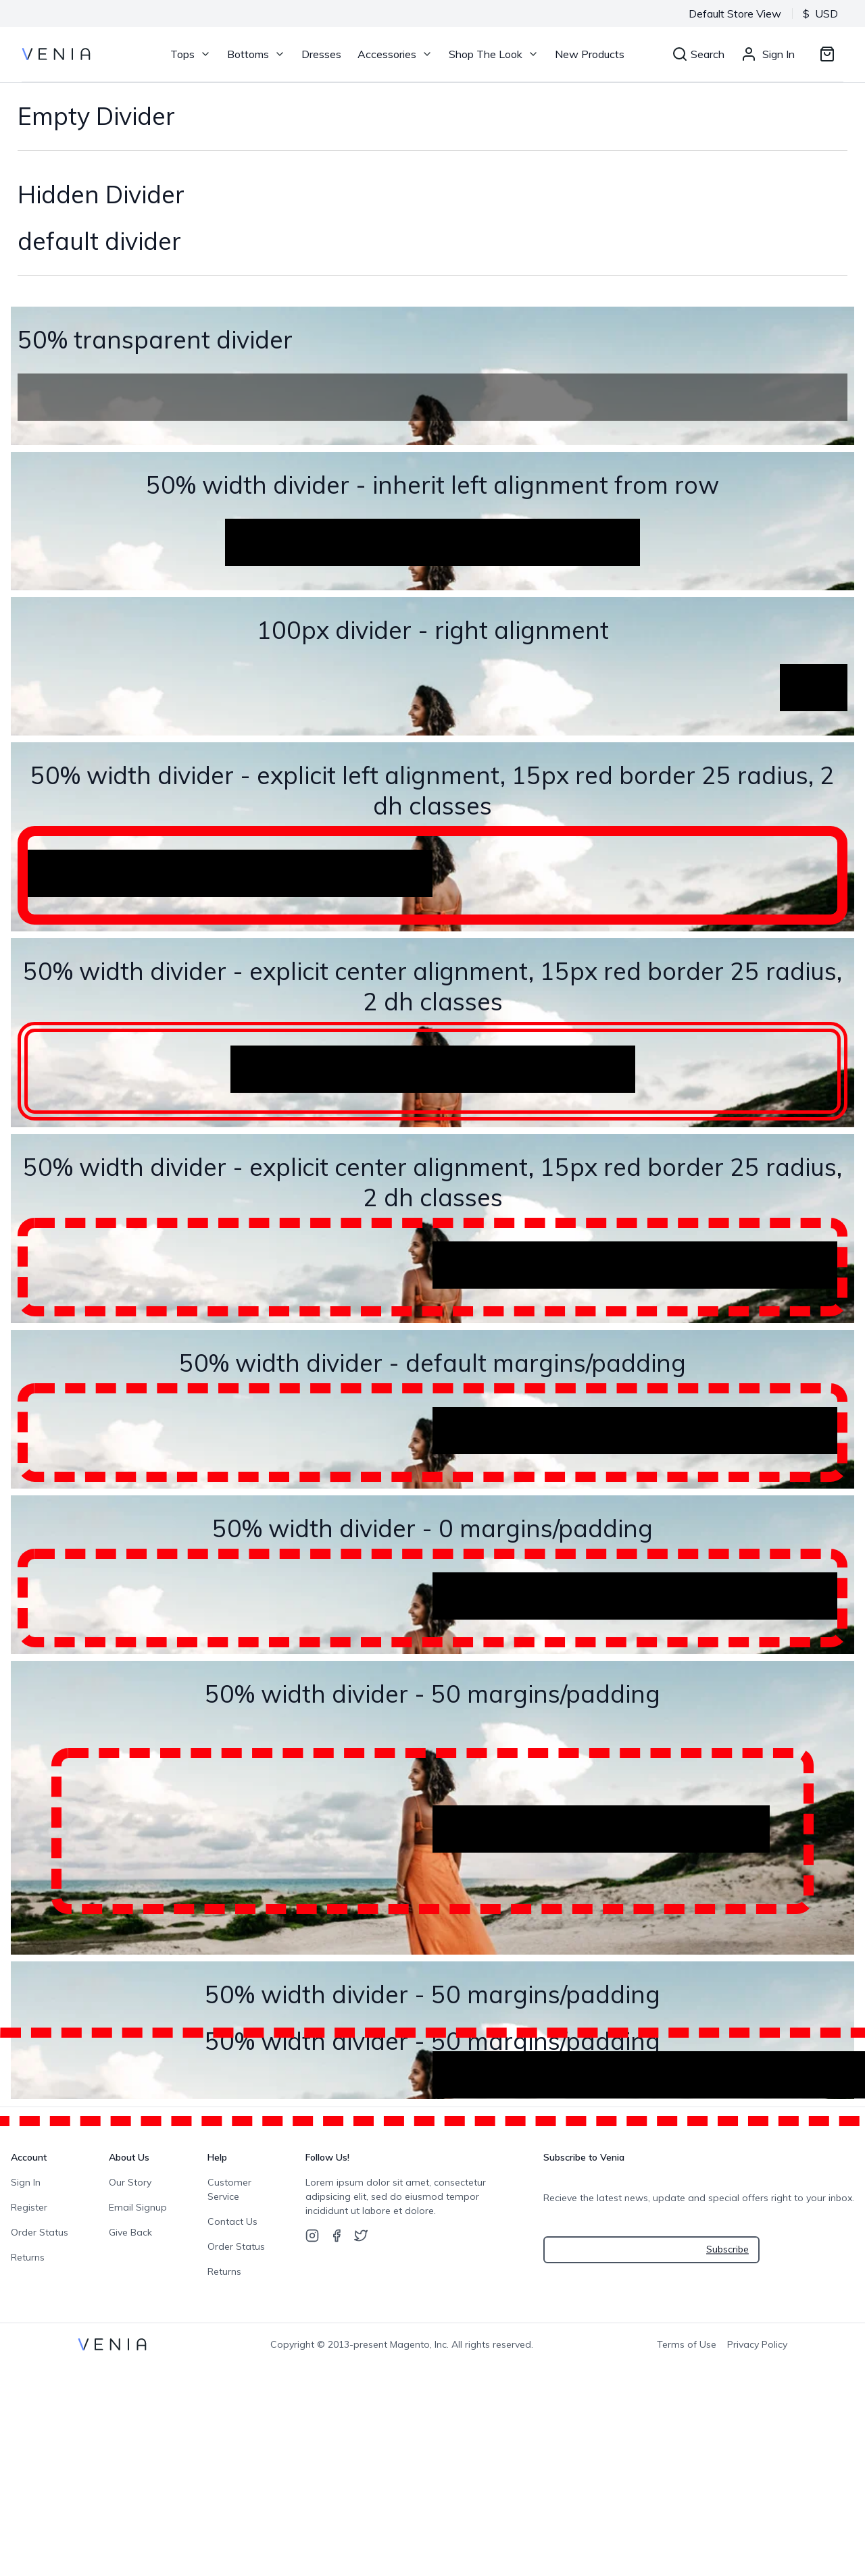 Default Store View
$ USD
VENIA
Tops
Bottoms
Dresses
Accessories
Shop The Look
New Products
Search
Sign In
Empty Divider
Hidden Divider
default divider
50% transparent divider
50% width divider - inherit left alignment from row
100px divider - right alignment
50% width divider - explicit left alignment, 15px red border 25 radius, 2
dh classes
50% width divider - explicit center alignment, 15px red border 25 radius,
2 dh classes
50% width divider - explicit center alignment, 15px red border 25 radius,
2 dh classes
50% width divider - default margins/padding
50% width divider - 0 margins/padding
50% width divider - 50 margins/padding
50% width divider - 50 margins/padding
50% width divider - 50 margins/padding
Account
Sign In
Register
Order Status
Returns
About Us
Our Story
Email Signup
Give Back
Help
Customer
Service
Contact Us
Order Status
Returns
Follow Us!
Lorem ipsum dolor sit amet, consectetur
adipsicing elit, sed do eiusmod tempor
incididunt ut labore et dolore.
Subscribe to Venia
Recieve the latest news, update and special offers right to your inbox.
Subscribe
VENIA
Copyright © 2013-present Magento, Inc. All rights reserved.
Terms of Use
Privacy Policy